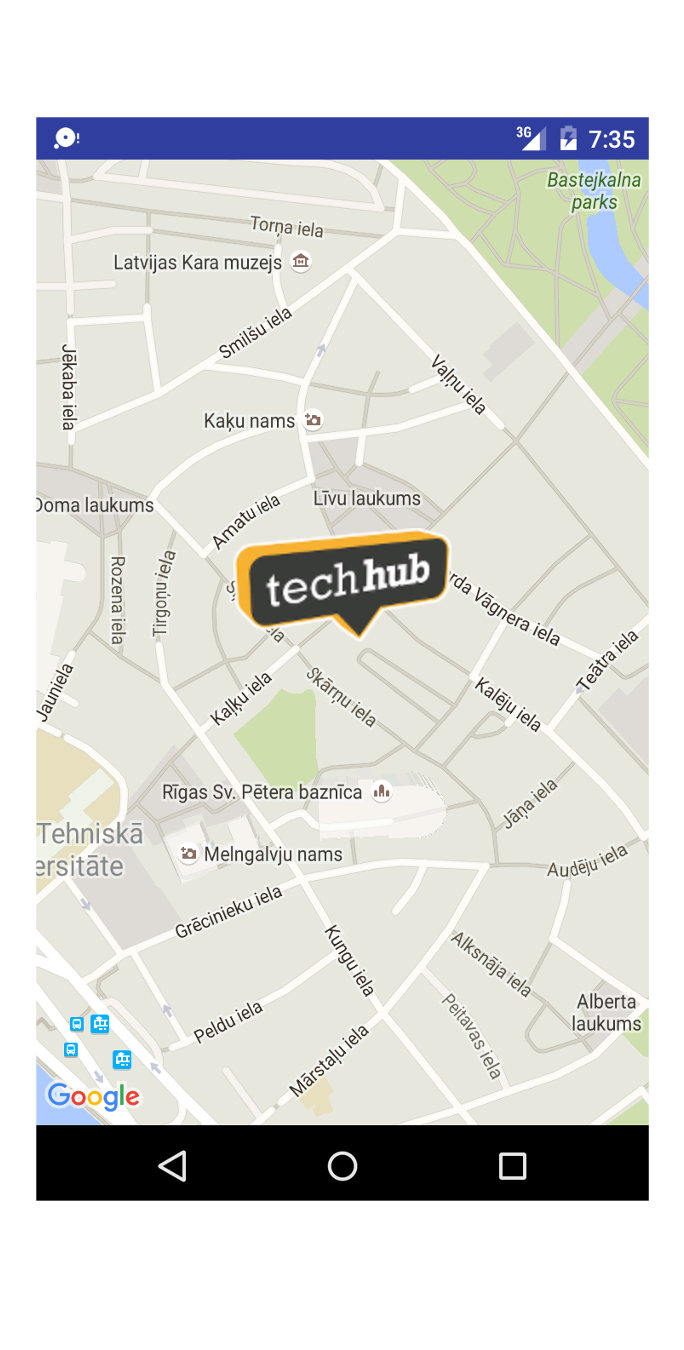 3G 7:35
Bastejkalna
parks
Torņa iela
Latvijas Kara muzejs
Smilšu iela
Jēkaba iela
Vaļņu iela
Kaķu nams
Doma laukums
Līvu laukums
Amatu iela
Rozena iela
Tirgoņu iela
tech hub
rda Vāgnera iela
Teātra iela
Jauniela
Kaļķu iela
Skārņu iela
Kalēju iela
Rīgas Sv. Pētera baznīca
Jāņa iela
Tehniskā
ersitāte
Melngalvju nams
Audēju iela
Grēcinieku iela
Kungu iela
Alksnāja iela
Peldu iela
Peitavas iela
Alberta
laukums
Mārstaļu iela
Google